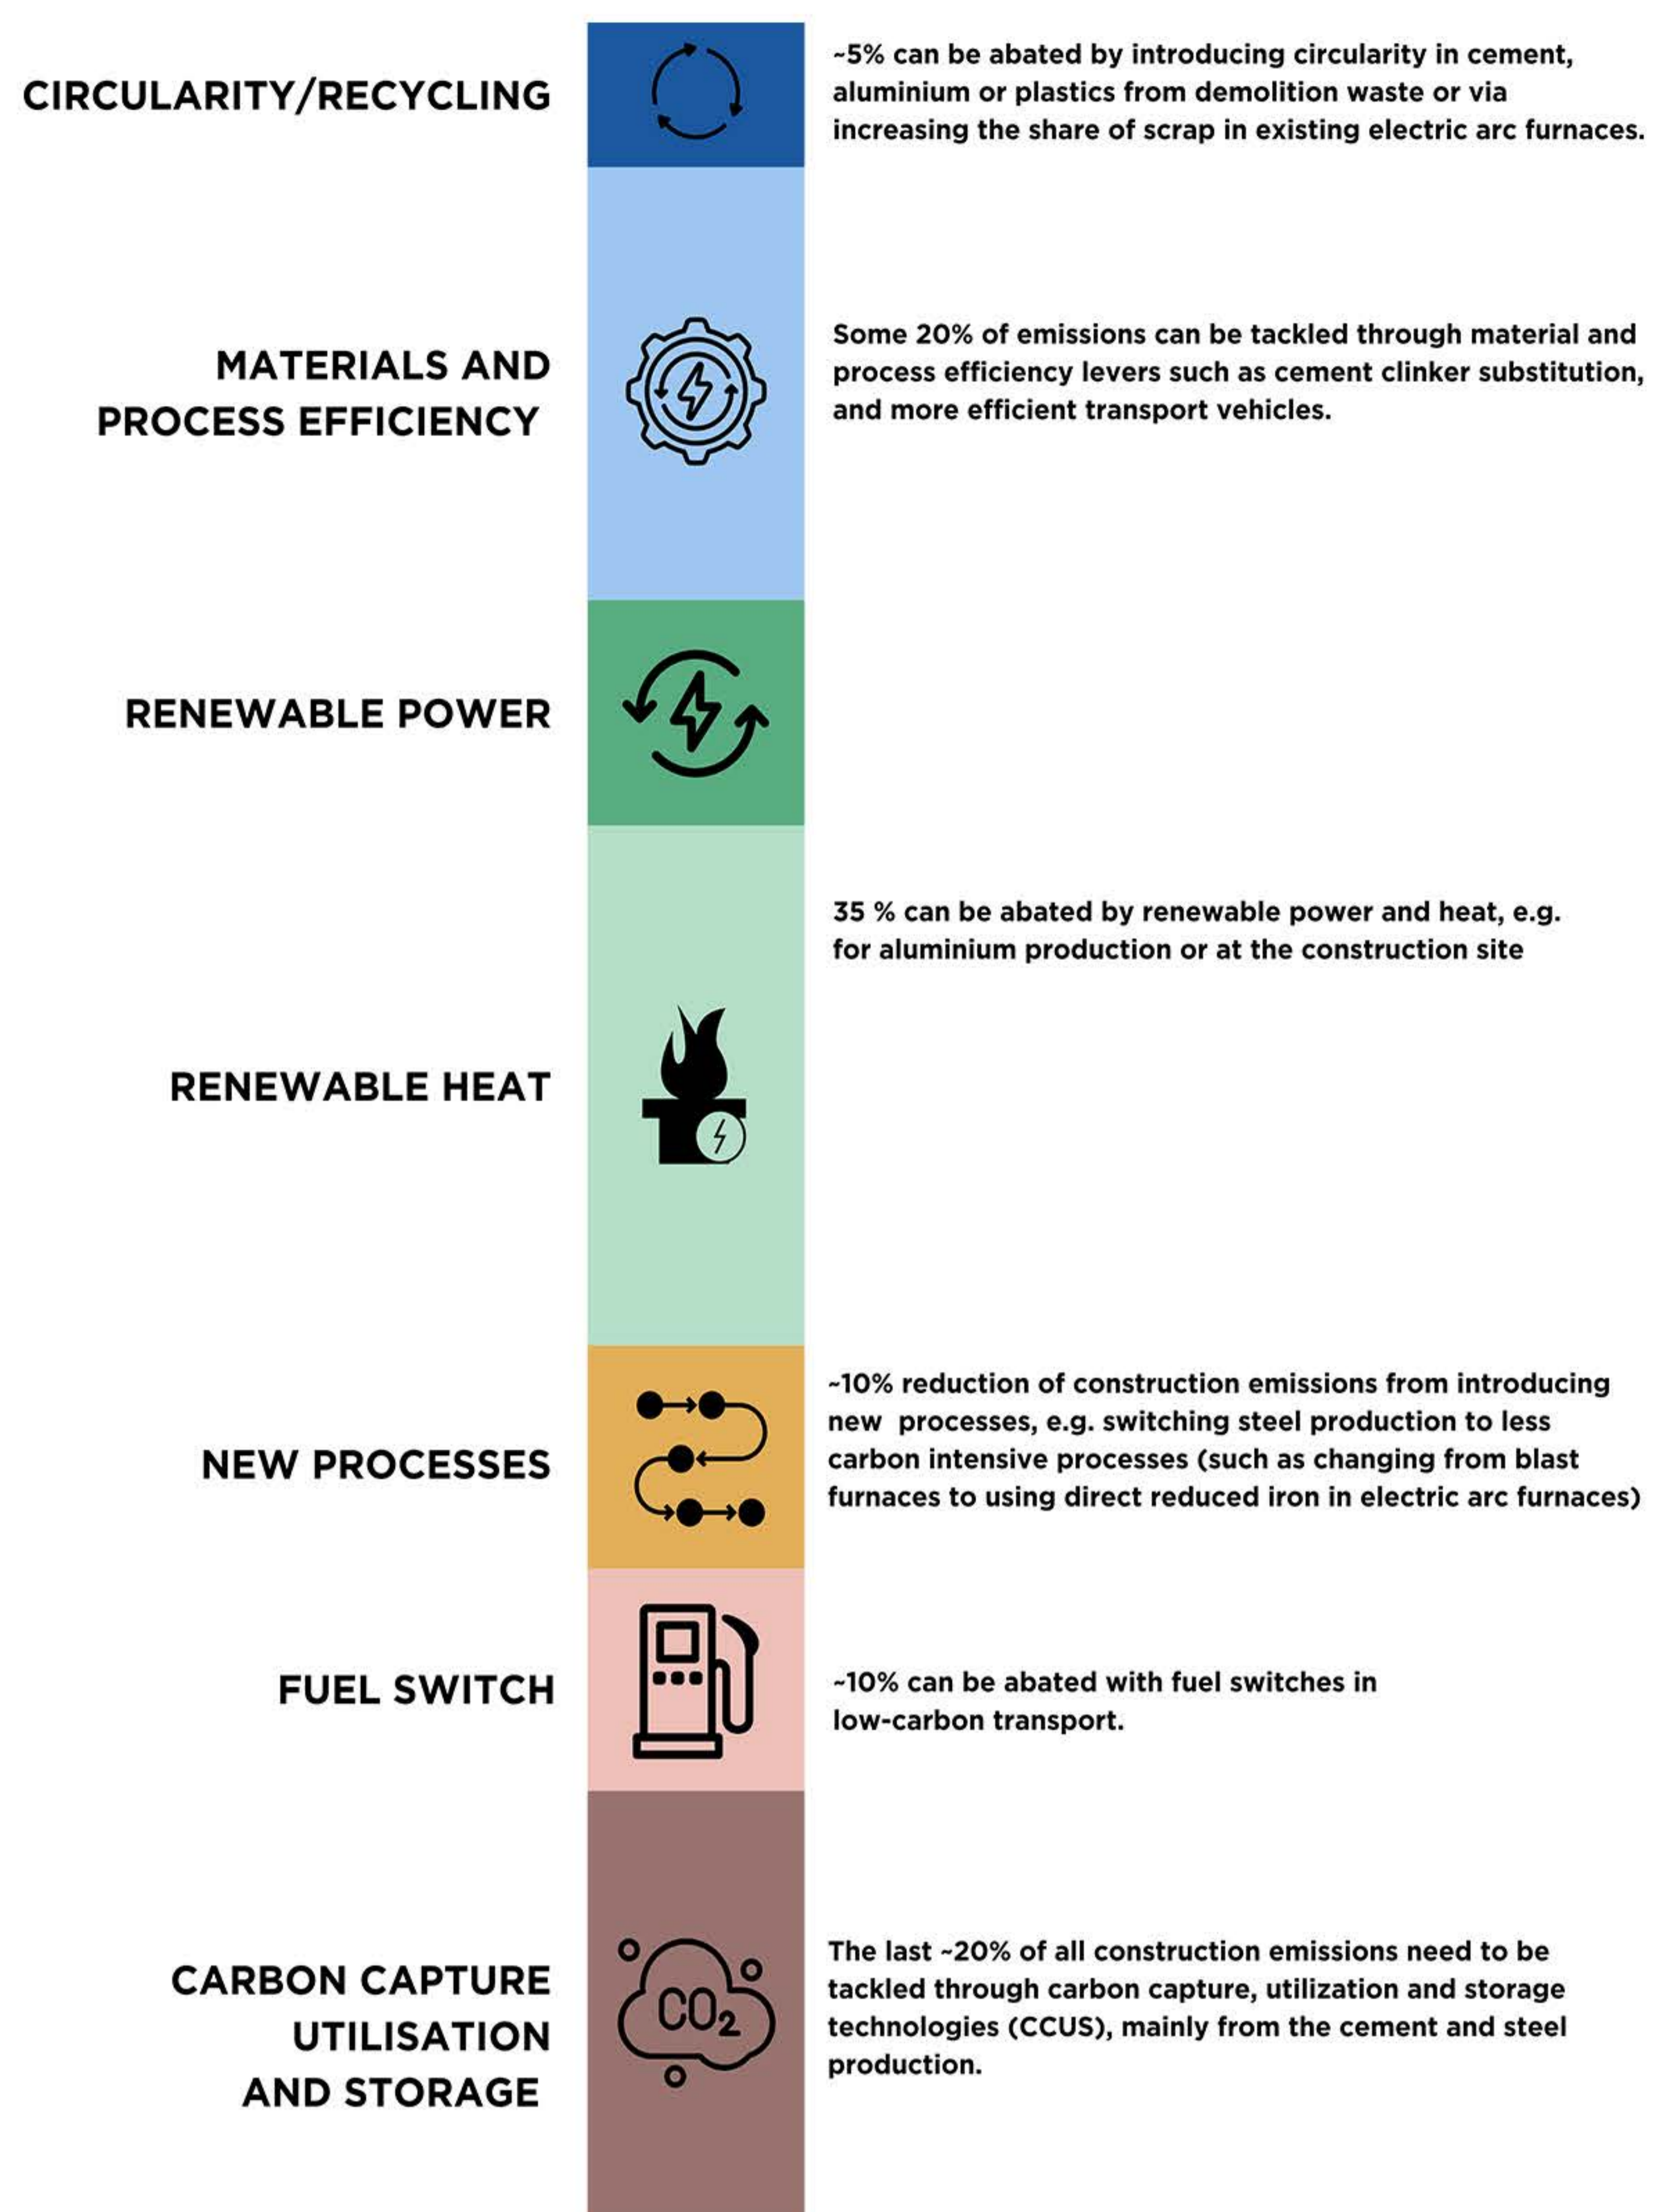 CIRCULARITY/RECYCLING
~5% can be abated by introducing circularity in cement,
aluminium or plastics from demolition waste or via
increasing the share of scrap in existing electric arc furnaces.
MATERIALS AND
PROCESS EFFICIENCY
Some 20% of emissions can be tackled through material and
process efficiency levers such as cement clinker substitution,
and more efficient transport vehicles.
RENEWABLE POWER
RENEWABLE HEAT
35 % can be abated by renewable power and heat, e.g.
for aluminium production or at the construction site
NEW PROCESSES
~10% reduction of construction emissions from introducing
new processes, e.g. switching steel production to less
carbon intensive processes (such as changing from blast
furnaces to using direct reduced iron in electric arc furnaces)
FUEL SWITCH
~10% can be abated with fuel switches in
low-carbon transport.
CARBON CAPTURE
UTILISATION
AND STORAGE
CO₂
The last ~20% of all construction emissions need to be
tackled through carbon capture, utilization and storage
technologies (CCUS), mainly from the cement and steel
production.